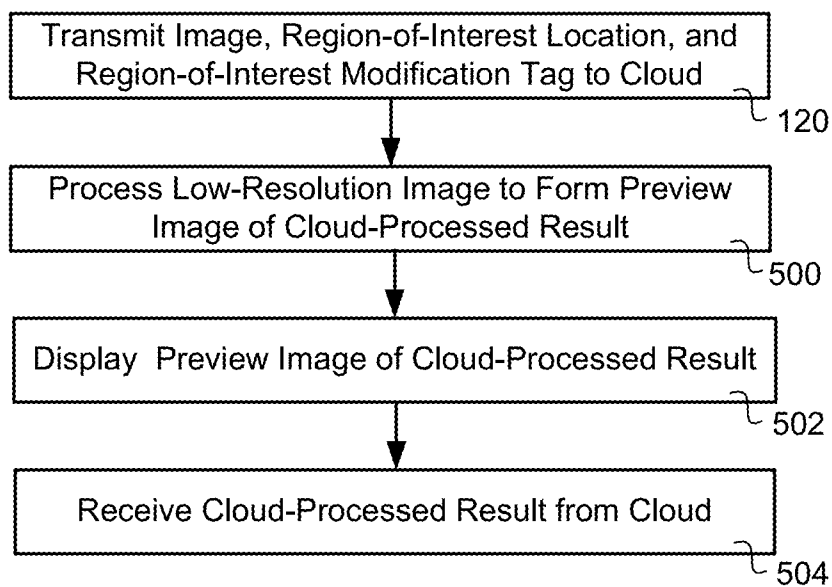 Transmit Image, Region-of-Interest Location, and
Region-of-Interest Modification Tag to Cloud
120
Process Low-Resolution Image to Form Preview
Image of Cloud-Processed Result
500
Display Preview Image of Cloud-Processed Result
502
Receive Cloud-Processed Result from Cloud
504